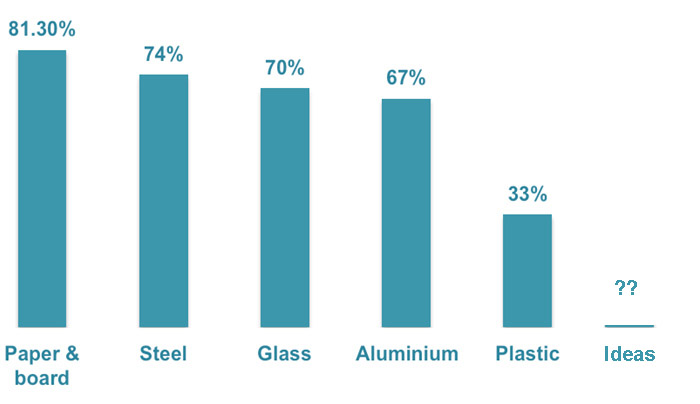 81.30%
74%
70%
67%
33%
??
Paper &
board
Steel
Glass
Aluminium
Plastic
Ideas